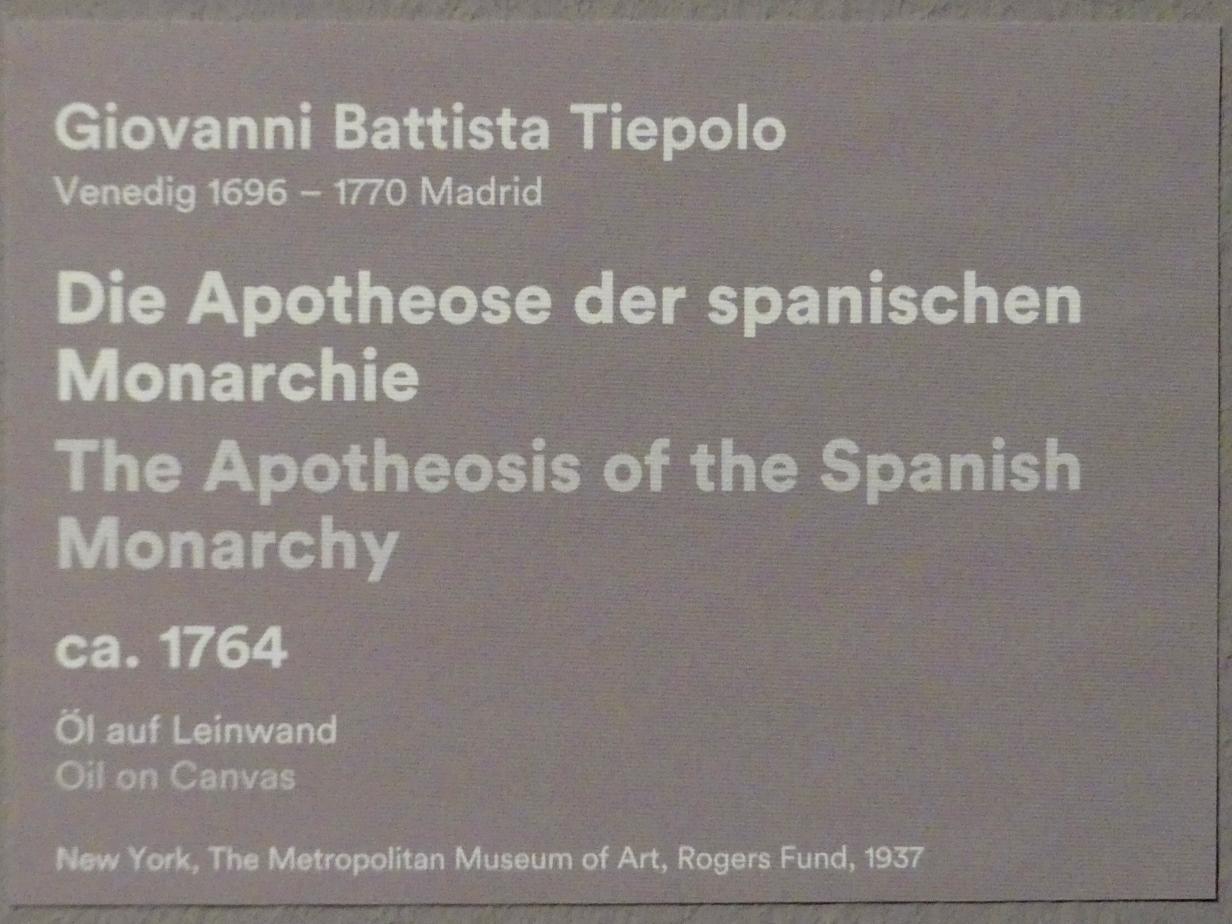 Giovanni Battista Tiepolo
Venedig 1696 – 1770 Madrid
Die Apotheose der spanischen
Monarchie
The Apotheosis of the Spanish
Monarchy
ca. 1764
Öl auf Leinwand
Oil on Canvas
New York, The Metropolitan Museum of Art, Rogers Fund, 1937